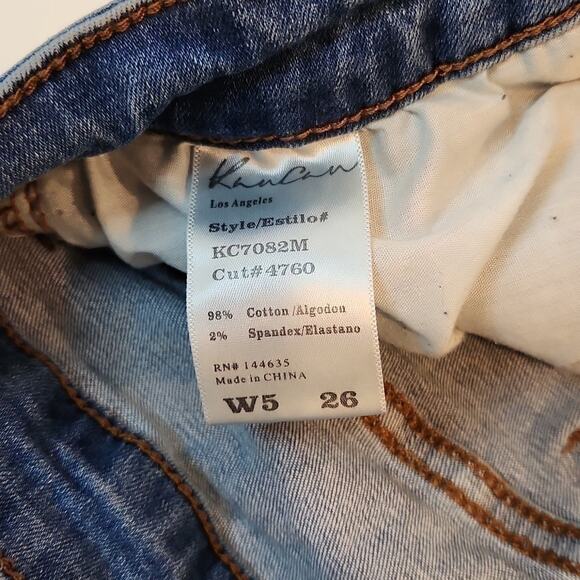 KanCan
Los Angeles
Style/Estilo#
KC7082M
Cut#4760
98% Cotton/Algodon
2% Spandex/Elastano
RN# 144635
Made in CHINA
W5 26